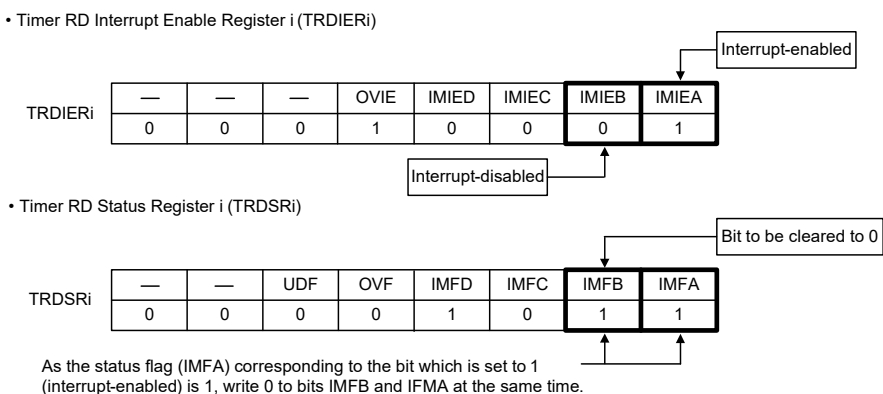 • Timer RD Interrupt Enable Register i (TRDIERi)
Interrupt-enabled
TRDIERi
— — — OVIE IMIED IMIEC IMIEB IMIEA
0 0 0 1 0 0 0 1
Interrupt-disabled
• Timer RD Status Register i (TRDSRi)
Bit to be cleared to 0
TRDSRi
— — UDF OVF IMFD IMFC IMFB IMFA
0 0 0 0 1 0 1 1
As the status flag (IMFA) corresponding to the bit which is set to 1
(interrupt-enabled) is 1, write 0 to bits IMFB and IFMA at the same time.